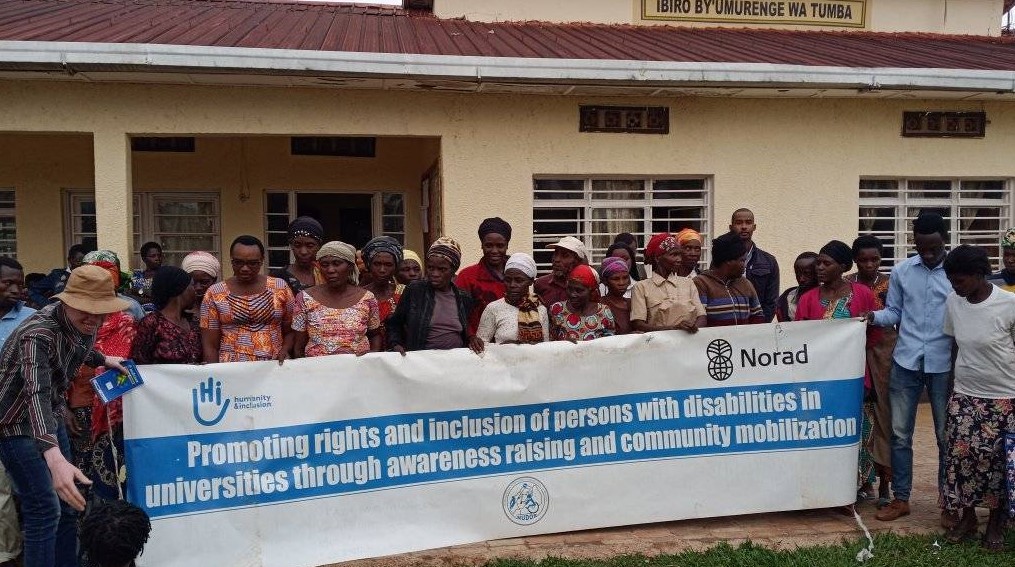 IBIRO BY'UMURENGE WA TUMBA
Hi
humanity
&inclusion
Norad
Promoting rights and inclusion of persons with disabilities in
universities through awareness raising and community mobilization
NUDOR